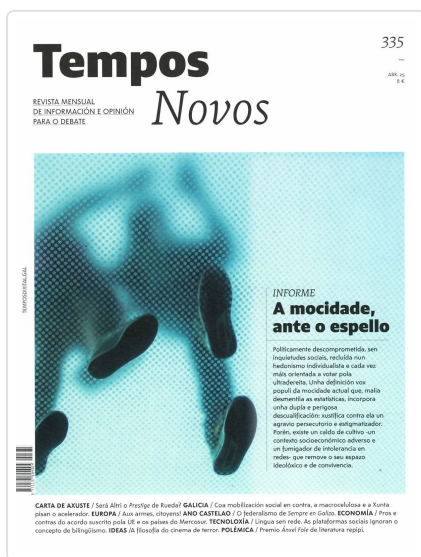 335
Tempos
ABR. 25
8 €
REVISTA MENSUAL
DE INFORMACIÓN E OPINIÓN
PARA O DEBATE
Novos
TEMPOSDIXITAL.GAL
INFORME
A mocidade,
ante o espello
Politicamente descomprometida, sen
inquietudes sociais, recluída nun
hedonismo individualista e cada vez
máis orientada a votar pola
ultradereita. Unha definición vox
populi da mocidade actual que, malia
desmentila as estatísticas, incorpora
unha dupla e perigosa
descualificación: xustifica contra ela un
agravio persecutorio e estigmatizador.
Porén, existe un caldo de cultivo -un
contexto socioeconómico adverso e
un fumigador de intolerancia en
redes- que remove o seu espazo
ideolóxico e de convivencia.
CARTA DE AXUSTE / Será Altri o Prestige de Rueda? GALICIA / Coa mobilización social en contra, a macrocelulosa e a Xunta
pisan o acelerador. EUROPA / Aux armes, citoyens! ANO CASTELAO / O federalismo de Sempre en Galiza. ECONOMÍA / Pros e
contras do acordo suscrito pola UE e os países do Mercosur. TECNOLOXÍA / Lingua sen rede. As plataformas sociais ignoran o
concepto de bilingüismo. IDEAS /A filosofía do cinema de terror. POLÉMICA / Premio Ánxel Fole de literatura repipi.